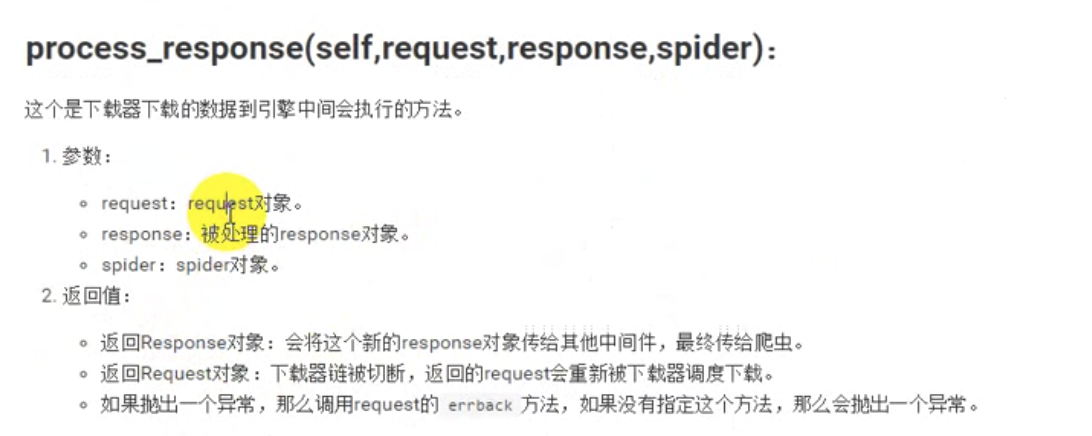 process_response(self,request,response,spider):
这个是下载器下载的数据到引擎中间会执行的方法。
1. 参数：
request：request对象。
response：被处理的response对象。
spider：spider对象。
2. 返回值：
返回Response对象：会将这个新的response对象传给其他中间件，最终传给爬虫。
返回Request对象：下载器链被切断，返回的request会重新被下载器调度下载。
如果抛出一个异常，那么调用request的 errback 方法，如果没有指定这个方法，那么会抛出一个异常。